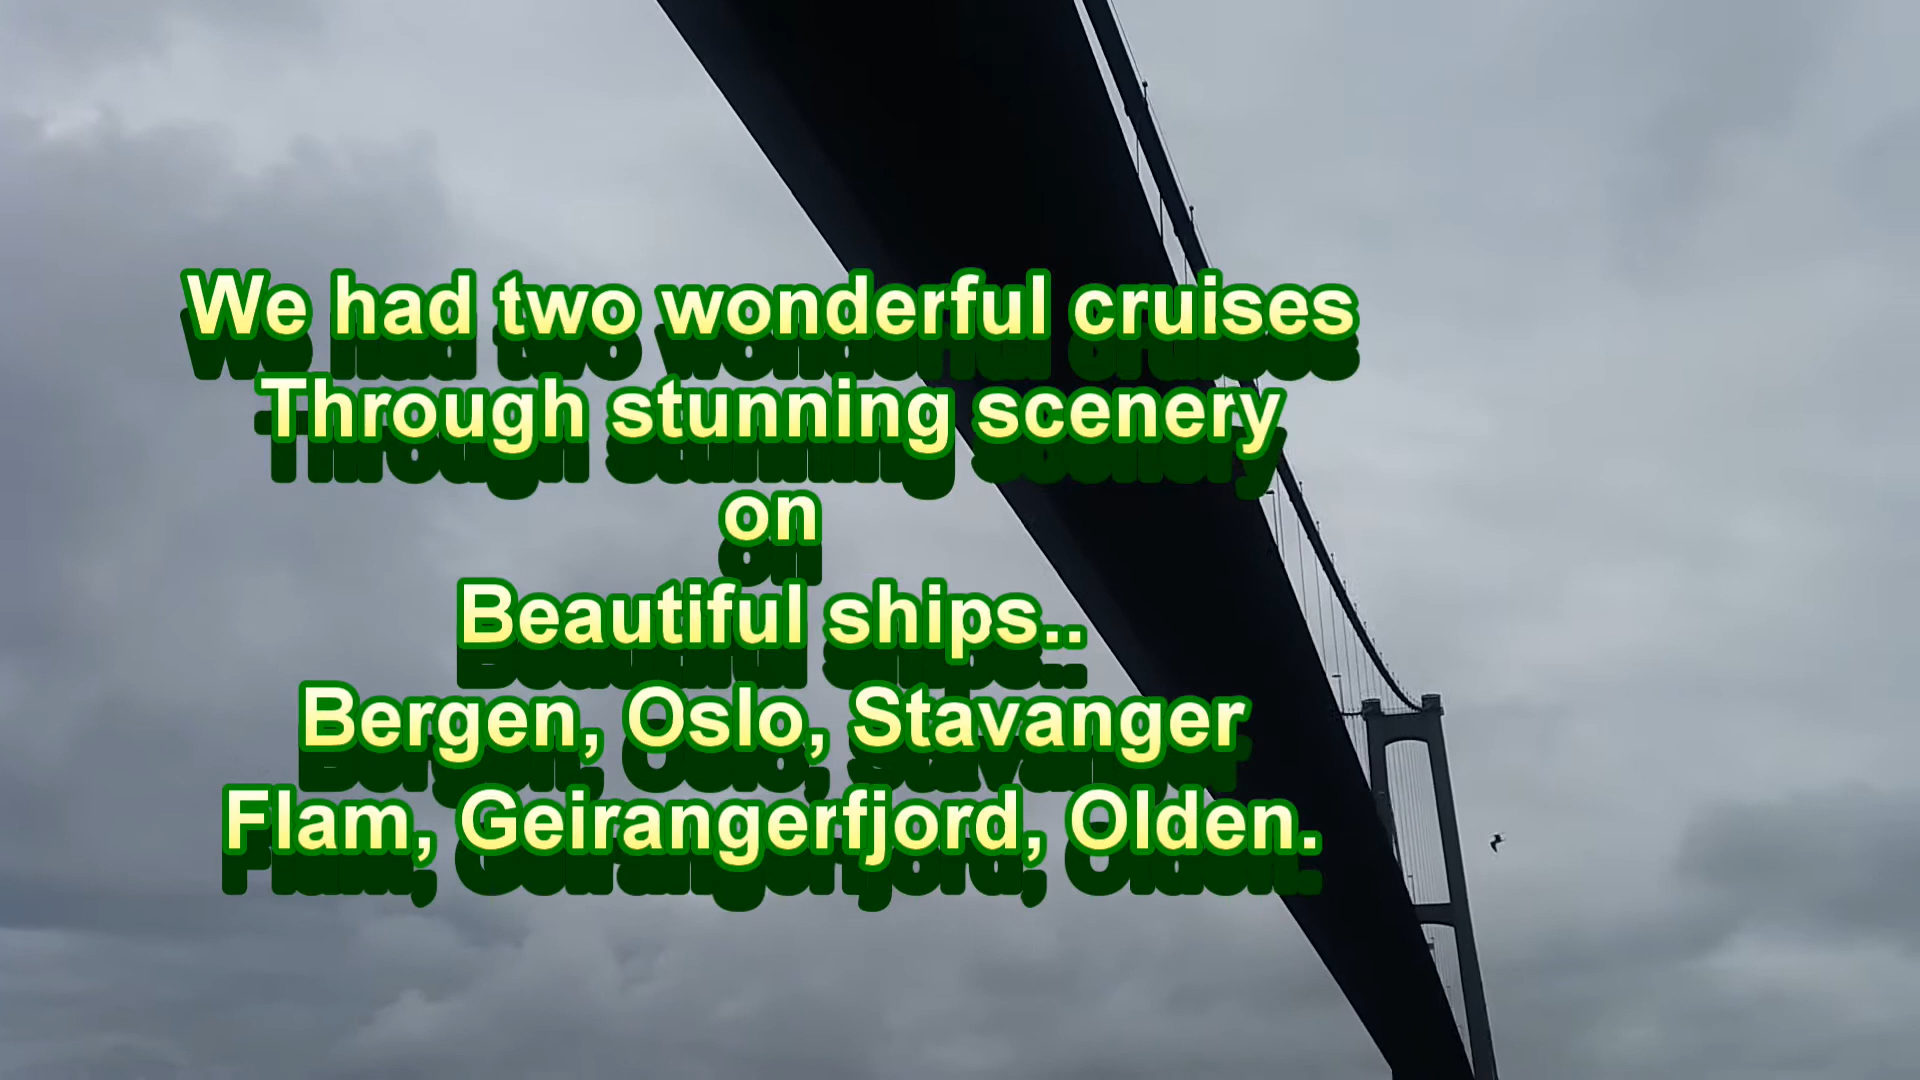 We had two wonderful cruises
Through stunning scenery
on
Beautiful ships..
Bergen, Oslo, Stavanger
Flam, Geirangerfjord, Olden.